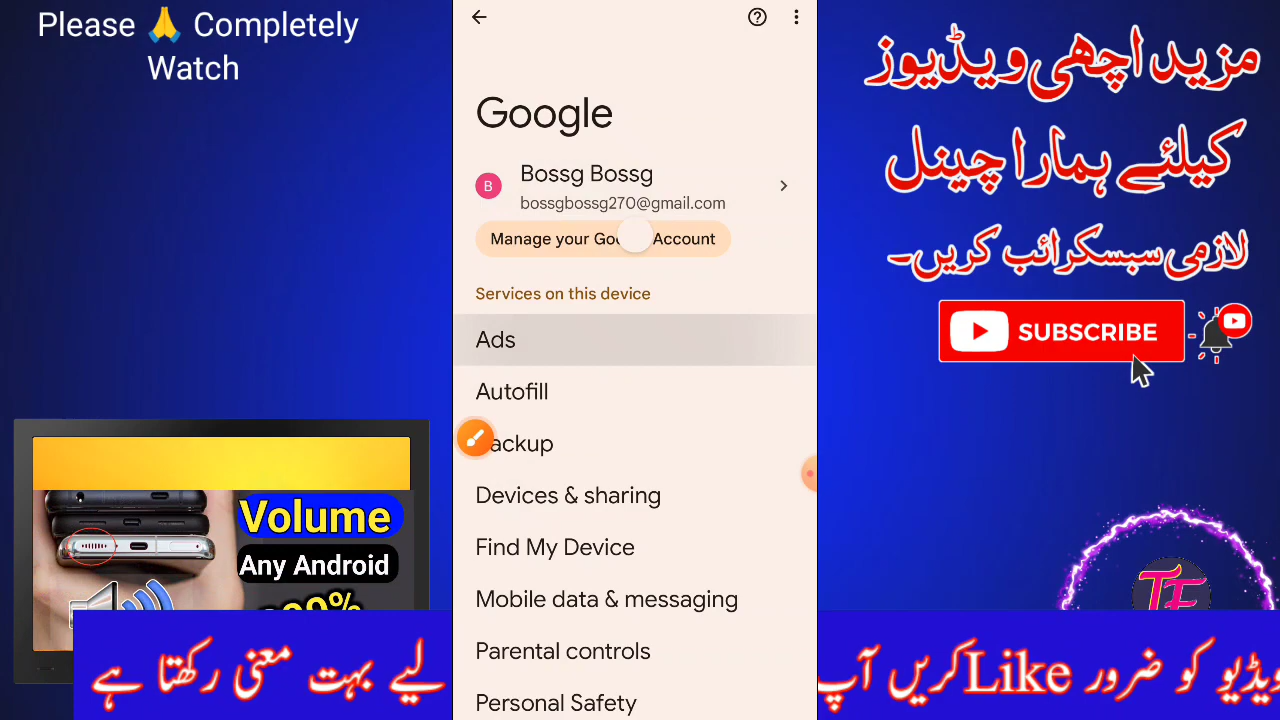 Please 🙏 Completely
Watch
Google
B
Bossg Bossg
bossgbossg270@gmail.com
Manage your Account
Services on this device
Ads
Autofill
ackup
Devices & sharing
Find My Device
Mobile data & messaging
Parental controls
Personal Safety
Volume
Any Android
مزید اچھی ویڈیوز
کیلئے ہمارا چینل
لازمی سبسکرائب کریں۔
SUBSCRIBE
TF
ویڈیو کو ضرور Like کریں آپ
لیے بہت معنی رکھتا ہے